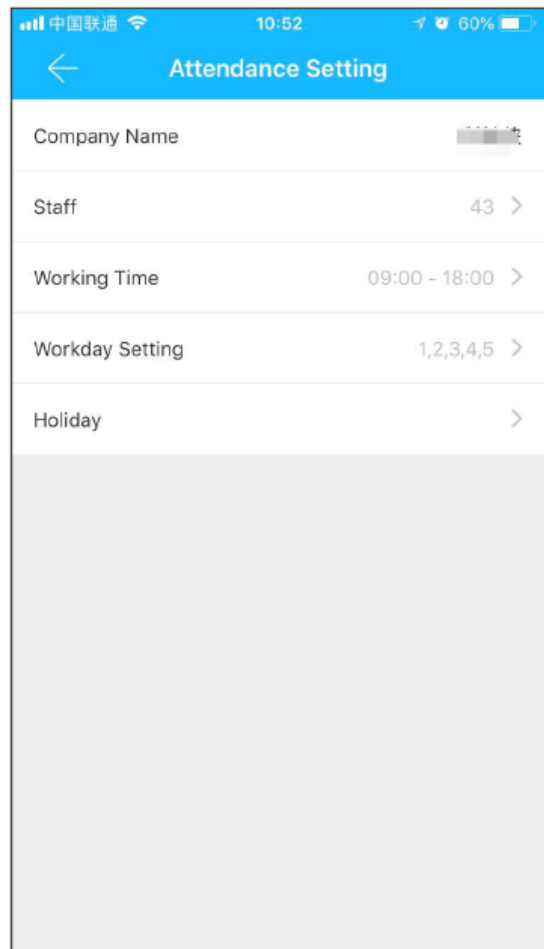 中国联通 10:52 60%
Attendance Setting
Company Name
Staff 43
Working Time 09:00 - 18:00
Workday Setting 1,2,3,4,5
Holiday